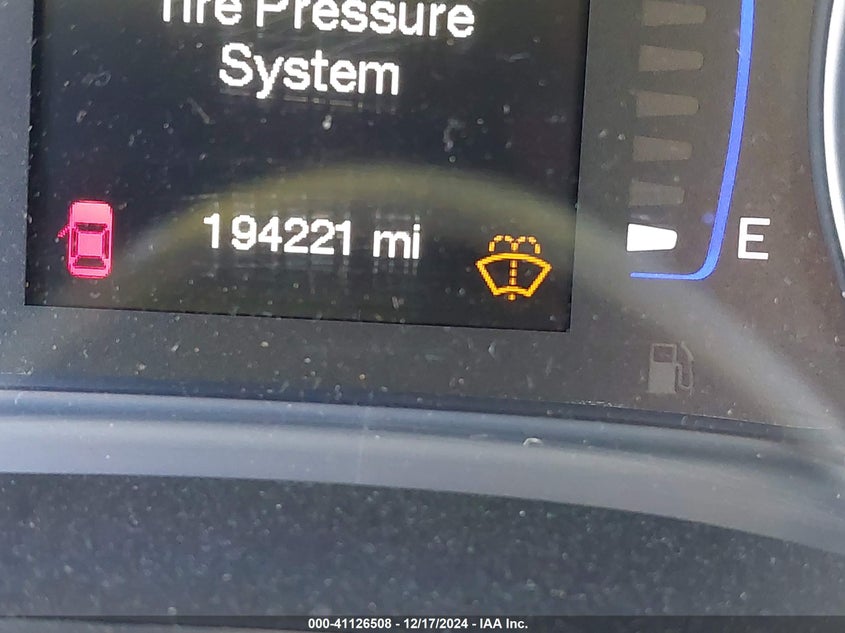 Tire Pressure
System
194221 mi
E
000-41126508 - 12/17/2024 - IAA Inc.